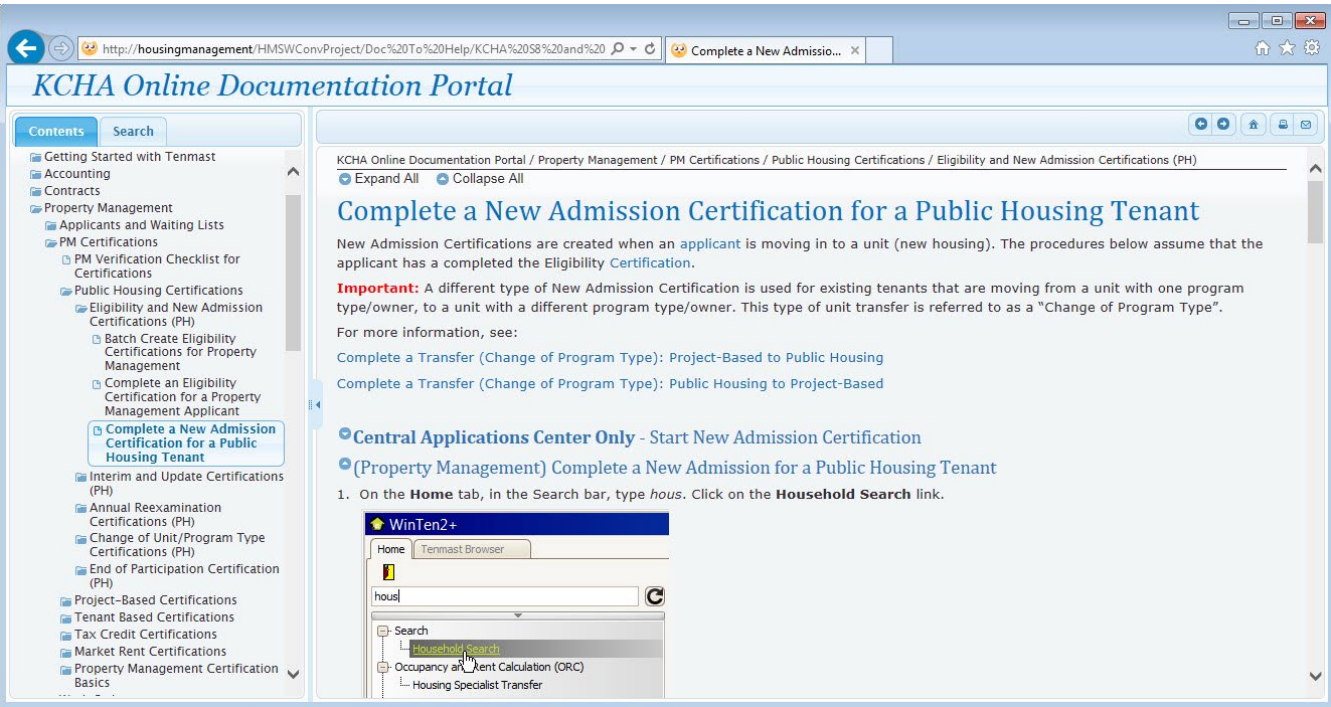 http://housingmanagement/HMSWConvProject/Doc%20To%20Help/KCHA%20S8%20and%20
Complete a New Admissio...
KCHA Online Documentation Portal
Contents
Search
Getting Started with Tenmast
Accounting
Contracts
Property Management
Applicants and Waiting Lists
PM Certifications
PM Verification Checklist for
Certifications
Public Housing Certifications
Eligibility and New Admission
Certifications (PH)
Batch Create Eligibility
Certifications for Property
Management
Complete an Eligibility
Certification for a Property
Management Applicant
Complete a New Admission
Certification for a Public
Housing Tenant
Interim and Update Certifications
(PH)
Annual Reexamination
Certifications (PH)
Change of Unit/Program Type
Certifications (PH)
End of Participation Certification
(PH)
Project-Based Certifications
Tenant Based Certifications
Tax Credit Certifications
Market Rent Certifications
Property Management Certification
Basics
KCHA Online Documentation Portal / Property Management / PM Certifications / Public Housing Certifications / Eligibility and New Admission Certifications (PH)
Expand All Collapse All
Complete a New Admission Certification for a Public Housing Tenant
New Admission Certifications are created when an applicant is moving in to a unit (new housing). The procedures below assume that the
applicant has a completed the Eligibility Certification.
Important: A different type of New Admission Certification is used for existing tenants that are moving from a unit with one program
type/owner, to a unit with a different program type/owner. This type of unit transfer is referred to as a “Change of Program Type”.
For more information, see:
Complete a Transfer (Change of Program Type): Project-Based to Public Housing
Complete a Transfer (Change of Program Type): Public Housing to Project-Based
Central Applications Center Only - Start New Admission Certification
(Property Management) Complete a New Admission for a Public Housing Tenant
1. On the Home tab, in the Search bar, type hous. Click on the Household Search link.
WinTen2+
Home
Tenmast Browser
hous
Search
Household Search
Occupancy and Rent Calculation (ORC)
Housing Specialist Transfer